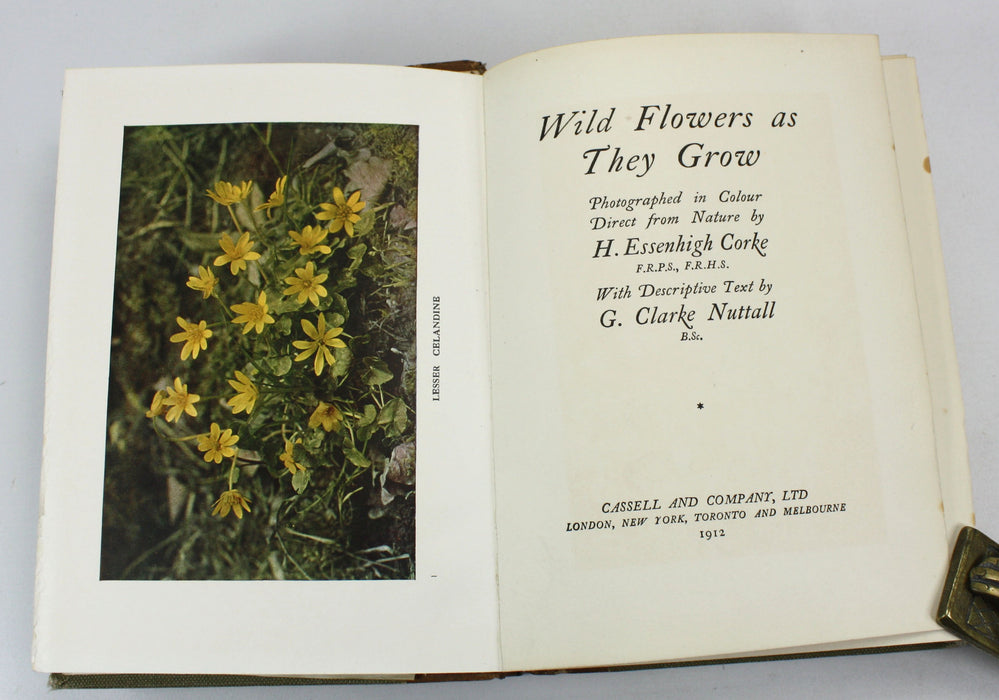 LESSER CELANDINE
1
Wild Flowers as
They Grow
Photographed in Colour
Direct from Nature by
H. Essenhigh Corke
F.R.P.S., F.R.H.S.
With Descriptive Text by
G. Clarke Nuttall
B.Sc.
*
CASSELL AND COMPANY, LTD
LONDON, NEW YORK, TORONTO AND MELBOURNE
1912